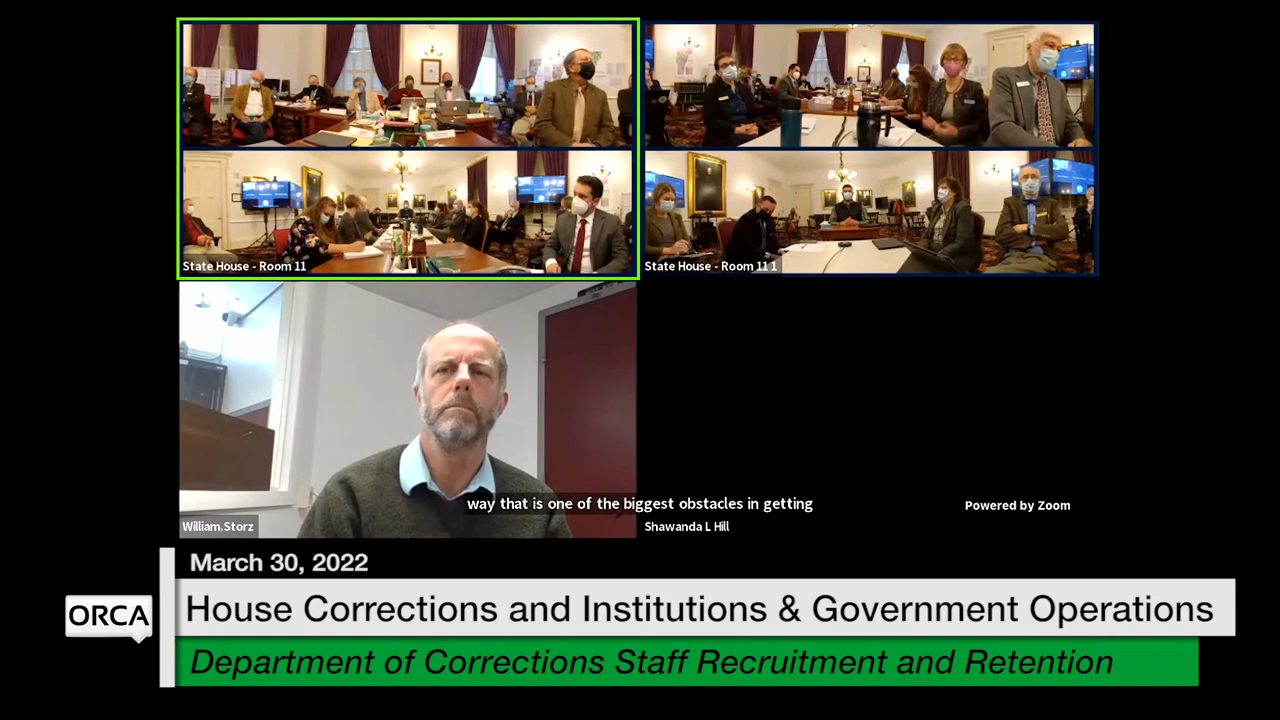 State House - Room 11
State House - Room 11 1
way that is one of the biggest obstacles in getting
Powered by Zoom
William.Storz
Shawanda L Hill
March 30, 2022
ORCA
House Corrections and Institutions & Government Operations
Department of Corrections Staff Recruitment and Retention